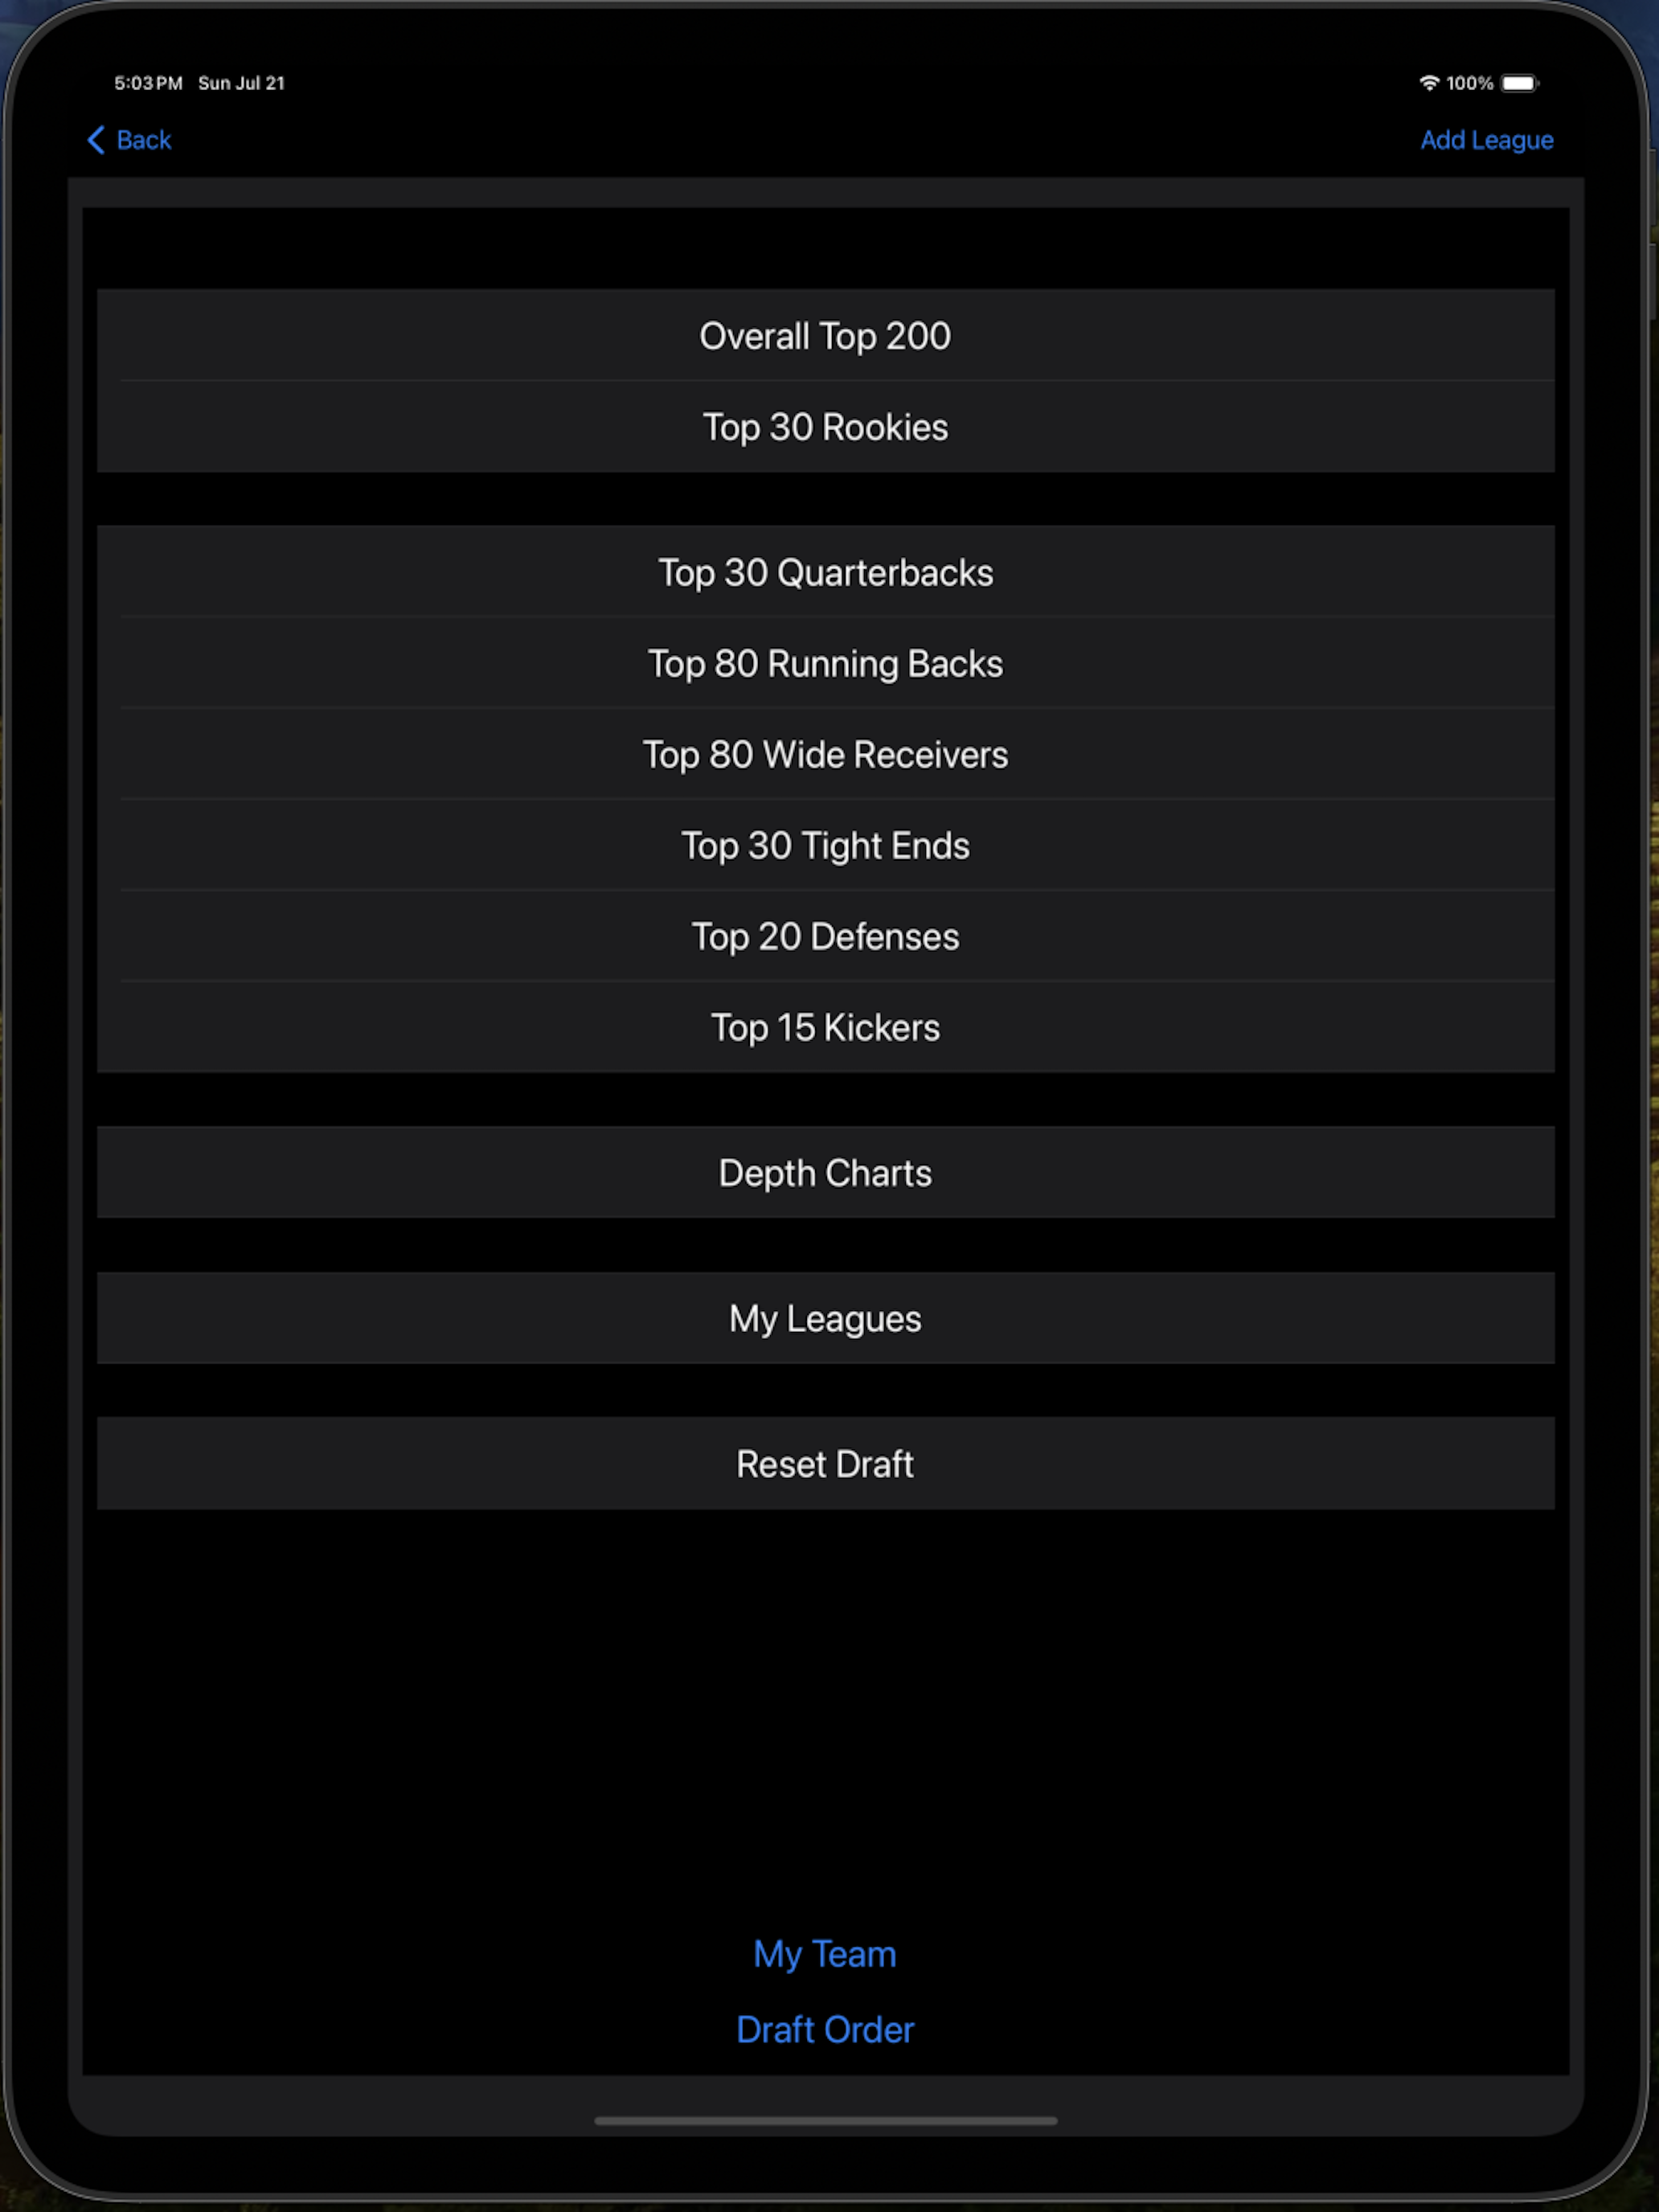 5:03 PM Sun Jul 21 100%
Back Add League
Overall Top 200
Top 30 Rookies
Top 30 Quarterbacks
Top 80 Running Backs
Top 80 Wide Receivers
Top 30 Tight Ends
Top 20 Defenses
Top 15 Kickers
Depth Charts
My Leagues
Reset Draft
My Team
Draft Order